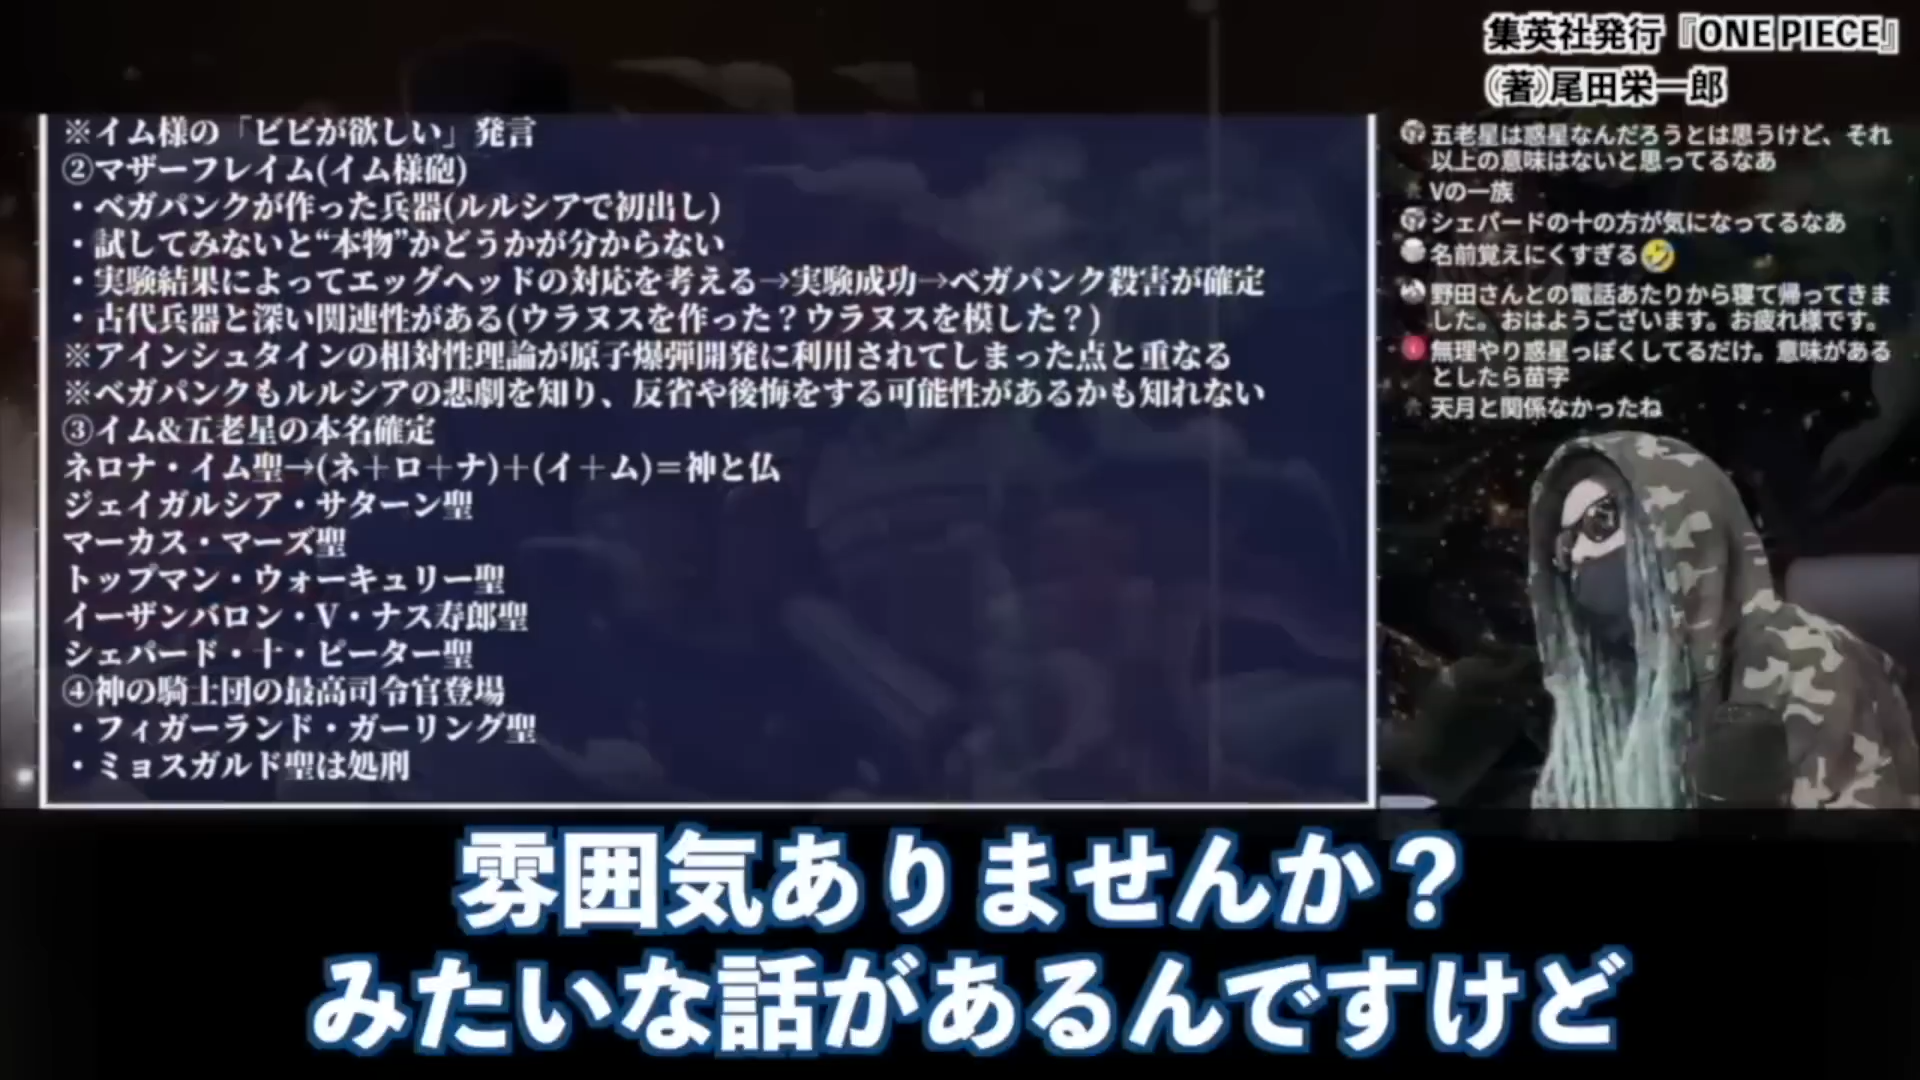 集英社発行『ONE PIECE』
(著)尾田栄一郎
※イム様の「ビビが欲しい」発言
②マザーフレイム(イム様砲)
・ベガパンクが作った兵器(ルルシアで初出し)
・試してみないと“本物”かどうかが分からない
・実験結果によってエッグヘッドの対応を考える→実験成功→ベガパンク殺害が確定
・古代兵器と深い関連性がある(ウラヌスを作った？ウラヌスを模した？)
※アインシュタインの相対性理論が原子爆弾開発に利用されてしまった点と重なる
※ベガパンクもルルシアの悲劇を知り、反省や後悔をする可能性があるかも知れない
③イム&五老星の本名確定
ネロナ・イム聖→(ネ＋ロ＋ナ)＋(イ＋ム)＝神と仏
ジェイガルシア・サターン聖
マーカス・マーズ聖
トップマン・ウォーキュリー聖
イーザンバロン・V・ナス寿郎聖
シェパード・十・ピーター聖
④神の騎士団の最高司令官登場
・フィガーランド・ガーリング聖
・ミョスガルド聖は処刑
五老星は惑星なんだろうとは思うけど、それ
以上の意味はないと思ってるなあ
Vの一族
シェパードの十の方が気になってるなあ
名前覚えにくすぎる🤣
野田さんとの電話あたりから寝て帰ってきま
した。おはようございます。お疲れ様です。
無理やり惑星っぽくしてるだけ。意味がある
としたら苗字
天月と関係なかったね
雰囲気ありませんか？
みたいな話があるんですけど